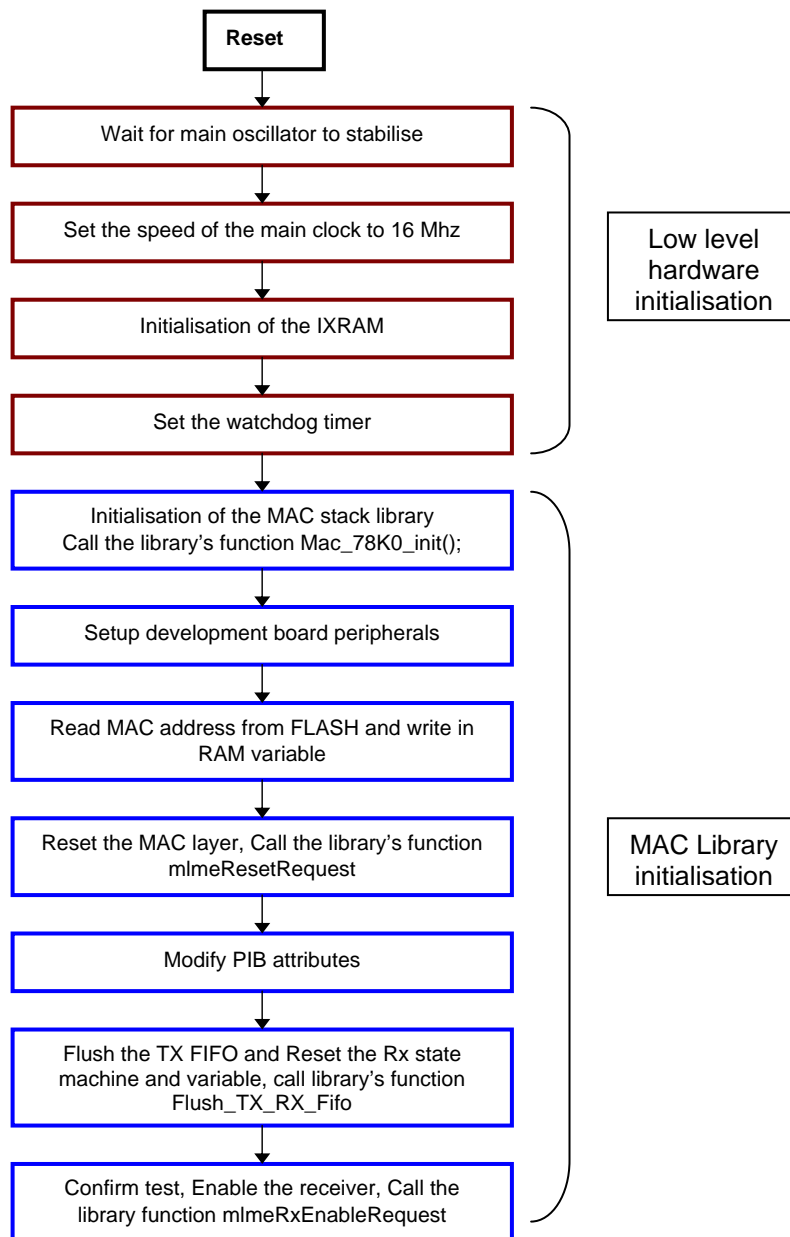 Reset
Wait for main oscillator to stabilise
Set the speed of the main clock to 16 Mhz
Low level
hardware
initialisation
Initialisation of the IXRAM
Set the watchdog timer
Initialisation of the MAC stack library
Call the library’s function Mac_78K0_init();
Setup development board peripherals
Read MAC address from FLASH and write in
RAM variable
Reset the MAC layer, Call the library’s function
mlmeResetRequest
MAC Library
initialisation
Modify PIB attributes
Flush the TX FIFO and Reset the Rx state
machine and variable, call library’s function
Flush_TX_RX_Fifo
Confirm test, Enable the receiver, Call the
library function mlmeRxEnableRequest